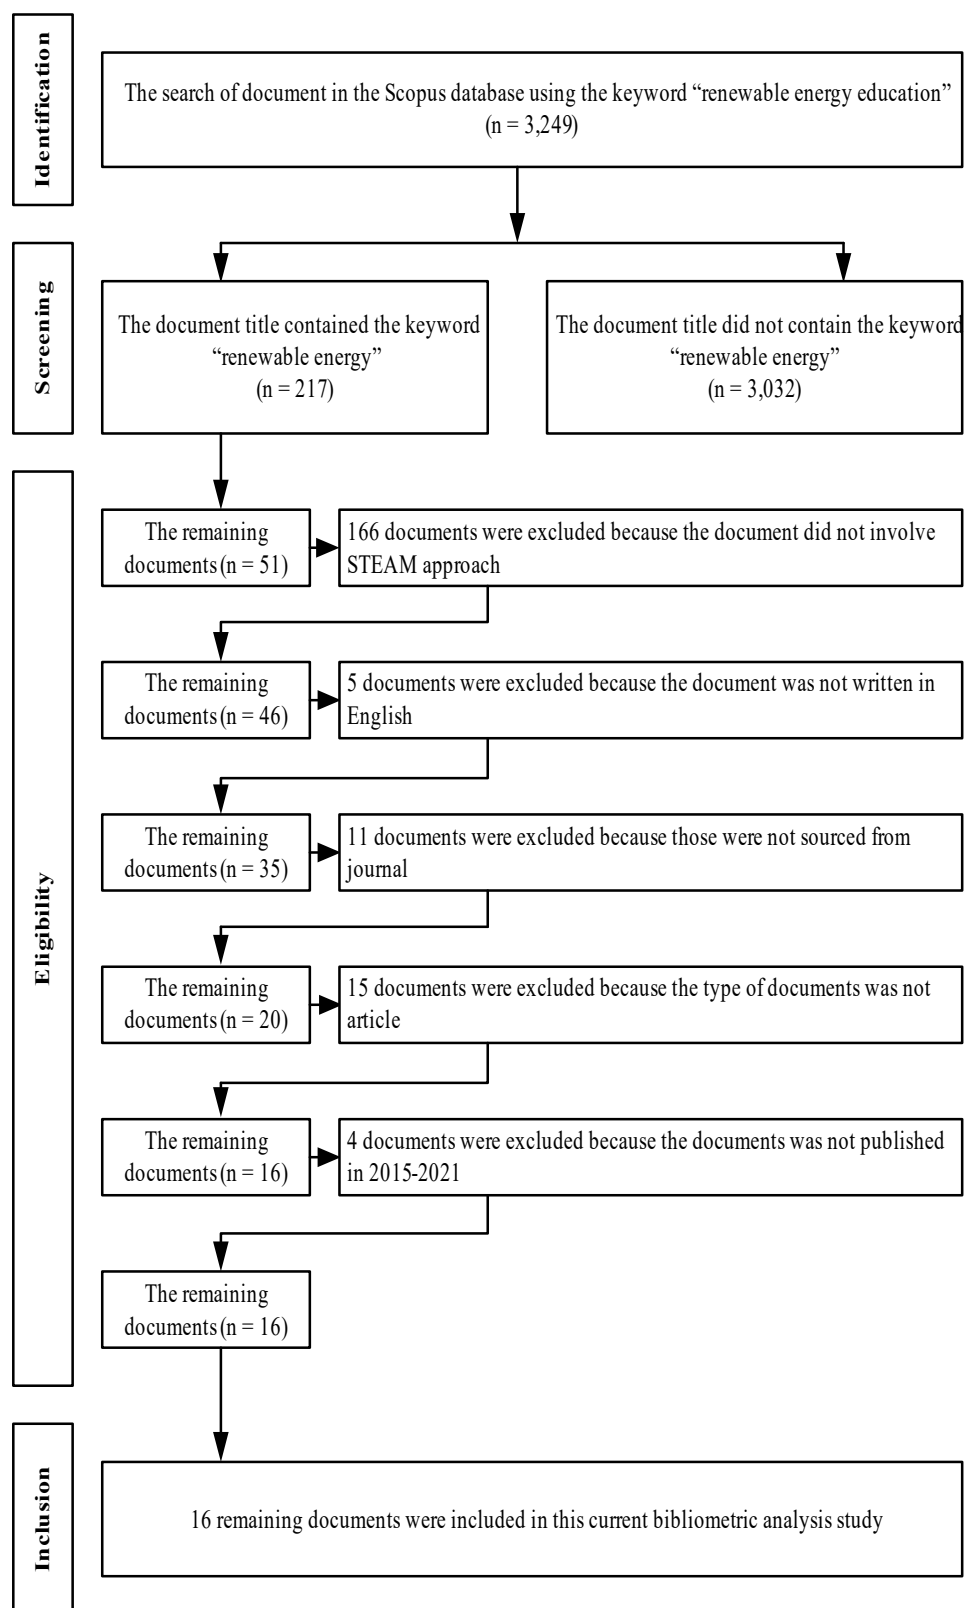 Identification
The search of document in the Scopus database using the keyword “renewable energy education”
(n = 3,249)
Screening
The document title contained the keyword
“renewable energy”
(n = 217)
The document title did not contain the keyword
“renewable energy”
(n = 3,032)
Eligibility
The remaining
documents (n = 51)
166 documents were excluded because the document did not involve
STEAM approach
The remaining
documents (n = 46)
5 documents were excluded because the document was not written in
English
The remaining
documents (n = 35)
11 documents were excluded because those were not sourced from
journal
The remaining
documents (n = 20)
15 documents were excluded because the type of documents was not
article
The remaining
documents (n = 16)
4 documents were excluded because the documents was not published
in 2015-2021
The remaining
documents (n = 16)
Inclusion
16 remaining documents were included in this current bibliometric analysis study